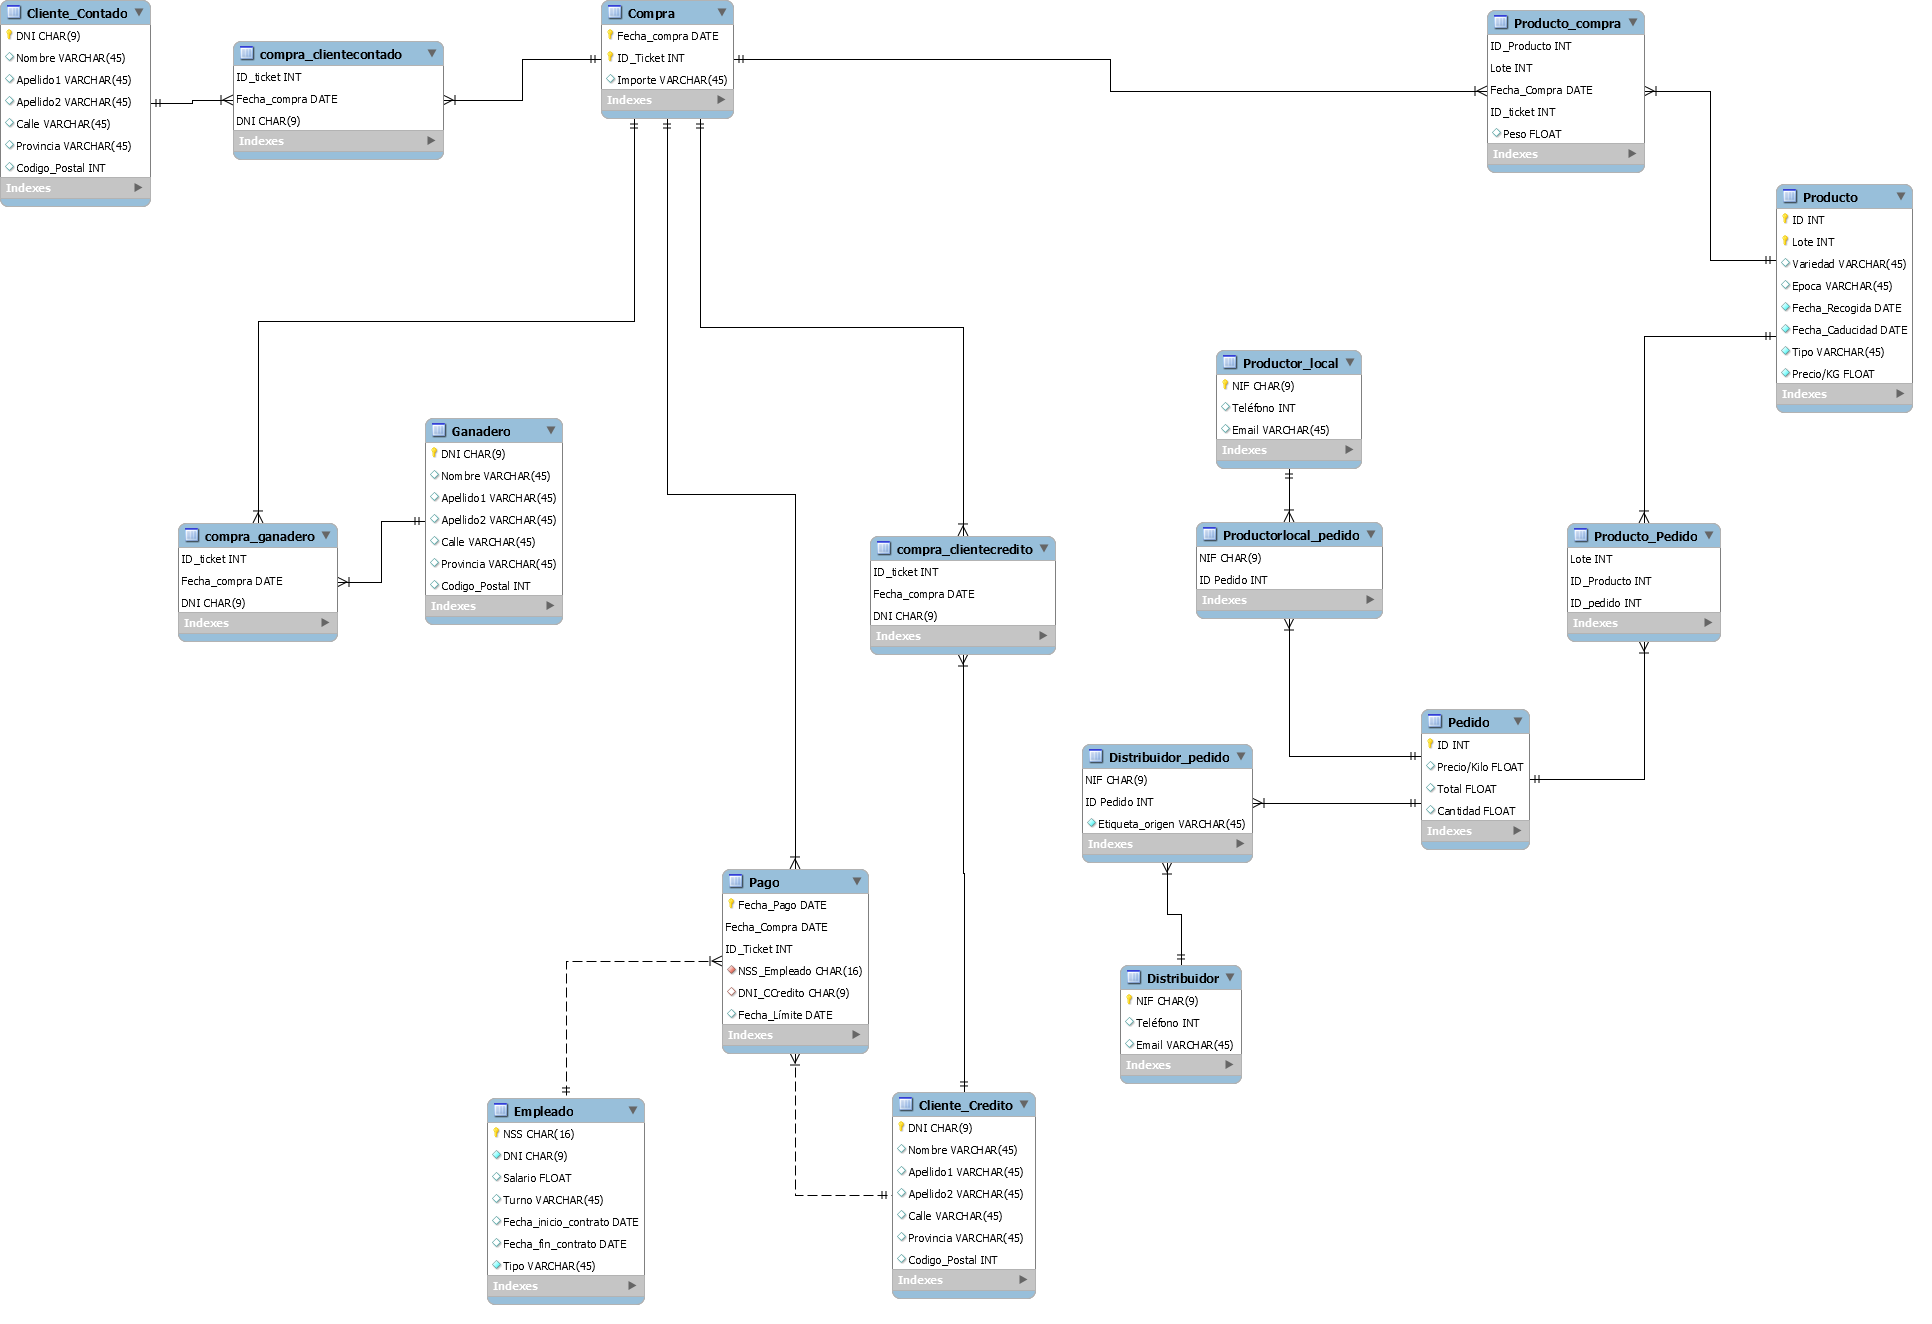 Cliente_Contado
DNI CHAR(9)
Nombre VARCHAR(45)
Apellido1 VARCHAR(45)
Apellido2 VARCHAR(45)
Calle VARCHAR(45)
Provincia VARCHAR(45)
Codigo_Postal INT
Indexes
compra_clientecontado
ID_ticket INT
Fecha_compra DATE
DNI CHAR(9)
Indexes
Compra
Fecha_compra DATE
ID_Ticket INT
Importe VARCHAR(45)
Indexes
Producto_compra
ID_Producto INT
Lote INT
Fecha_Compra DATE
ID_ticket INT
Peso FLOAT
Indexes
Producto
ID INT
Lote INT
Variedad VARCHAR(45)
Epoca VARCHAR(45)
Fecha_Recogida DATE
Fecha_Caducidad DATE
Tipo VARCHAR(45)
Precio/KG FLOAT
Indexes
Productor_local
NIF CHAR(9)
Teléfono INT
Email VARCHAR(45)
Indexes
Ganadero
DNI CHAR(9)
Nombre VARCHAR(45)
Apellido1 VARCHAR(45)
Apellido2 VARCHAR(45)
Calle VARCHAR(45)
Provincia VARCHAR(45)
Codigo_Postal INT
Indexes
compra_ganadero
ID_ticket INT
Fecha_compra DATE
DNI CHAR(9)
Indexes
compra_clientecredito
ID_ticket INT
Fecha_compra DATE
DNI CHAR(9)
Indexes
Productorlocal_pedido
NIF CHAR(9)
ID Pedido INT
Indexes
Producto_Pedido
Lote INT
ID_Producto INT
ID_pedido INT
Indexes
Pedido
ID INT
Precio/Kilo FLOAT
Total FLOAT
Cantidad FLOAT
Indexes
Distribuidor_pedido
NIF CHAR(9)
ID Pedido INT
Etiqueta_origen VARCHAR(45)
Indexes
Pago
Fecha_Pago DATE
Fecha_Compra DATE
ID_Ticket INT
NSS_Empleado CHAR(16)
DNI_CCredito CHAR(9)
Fecha_Límite DATE
Indexes
Distribuidor
NIF CHAR(9)
Teléfono INT
Email VARCHAR(45)
Indexes
Empleado
NSS CHAR(16)
DNI CHAR(9)
Salario FLOAT
Turno VARCHAR(45)
Fecha_inicio_contrato DATE
Fecha_fin_contrato DATE
Tipo VARCHAR(45)
Indexes
Cliente_Credito
DNI CHAR(9)
Nombre VARCHAR(45)
Apellido1 VARCHAR(45)
Apellido2 VARCHAR(45)
Calle VARCHAR(45)
Provincia VARCHAR(45)
Codigo_Postal INT
Indexes